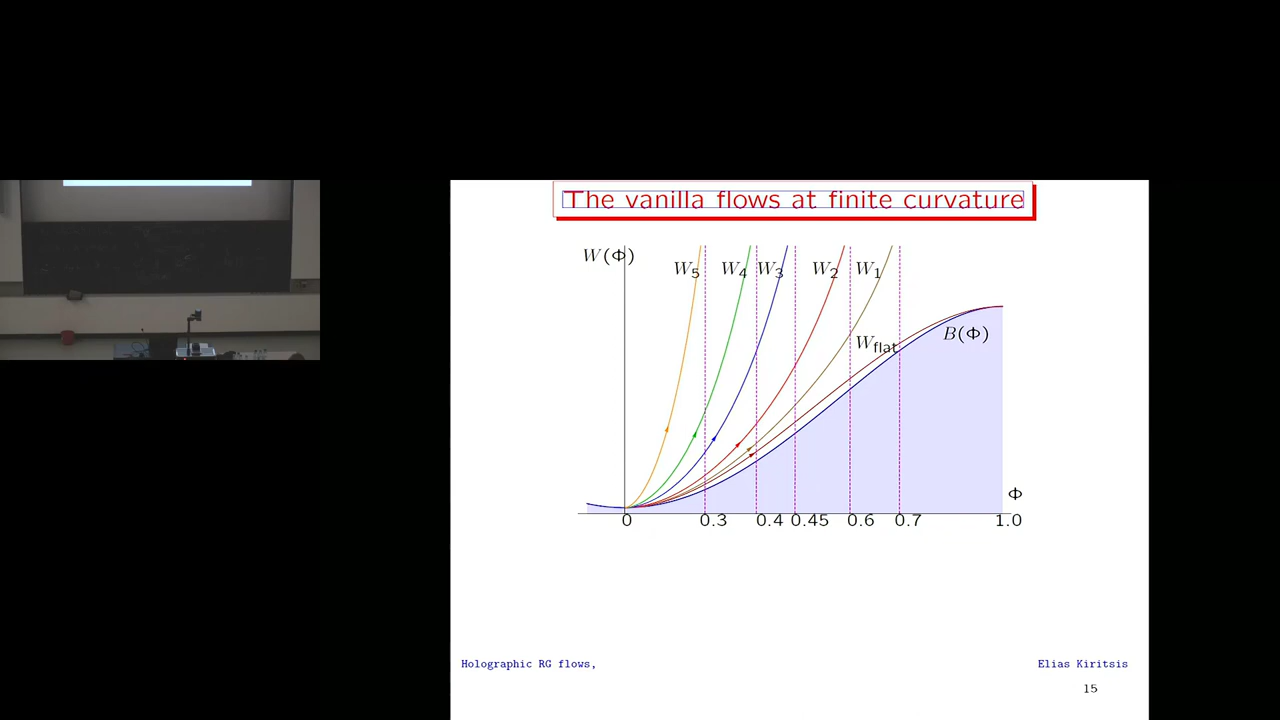 The vanilla flows at finite curvature
W(Φ)
W5 W4 W3 W2 W1
Wflat
B(Φ)
Φ
0 0.3 0.4 0.45 0.6 0.7 1.0
Holographic RG flows, Elias Kiritsis
15